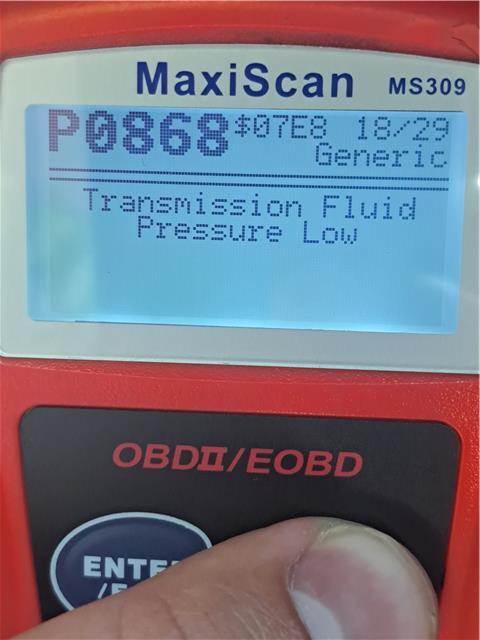 MaxiScan MS309
P0868 $07E8 18/29
Generic
Transmission Fluid
Pressure Low
OBDII/EOBD